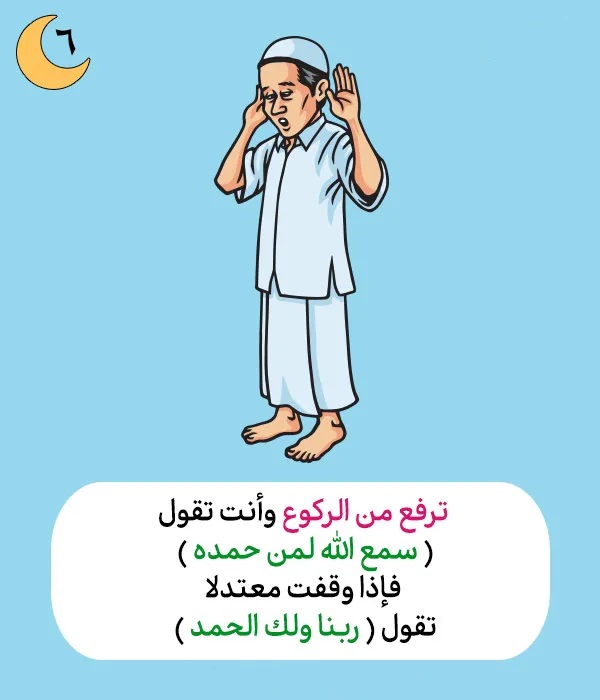 ٦
ترفع من الركوع وأنت تقول
( سمع الله لمن حمده )
فإذا وقفت معتدلا
تقول ( ربنا ولك الحمد )